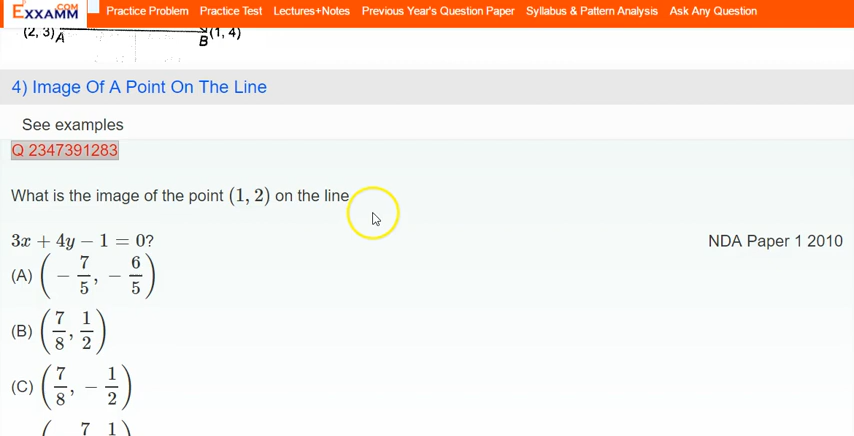 EXXAMM.COM Practice Problem Practice Test Lectures+Notes Previous Year's Question Paper Syllabus & Pattern Analysis Ask Any Question
(2, 3) A B (1, 4)
4) Image Of A Point On The Line
See examples
Q 2347391283
What is the image of the point (1, 2) on the line
3x + 4y − 1 = 0? NDA Paper 1 2010
(A) (− 7/5, − 6/5)
(B) (7/8, 1/2)
(C) (7/8, − 1/2)
7 1